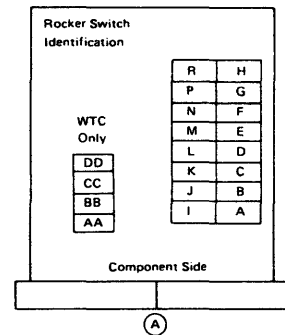 Rocker Switch
Identification
WTC
Only
DD
CC
BB
AA
R H
P G
N F
M E
L D
K C
J B
I A
Component Side
A